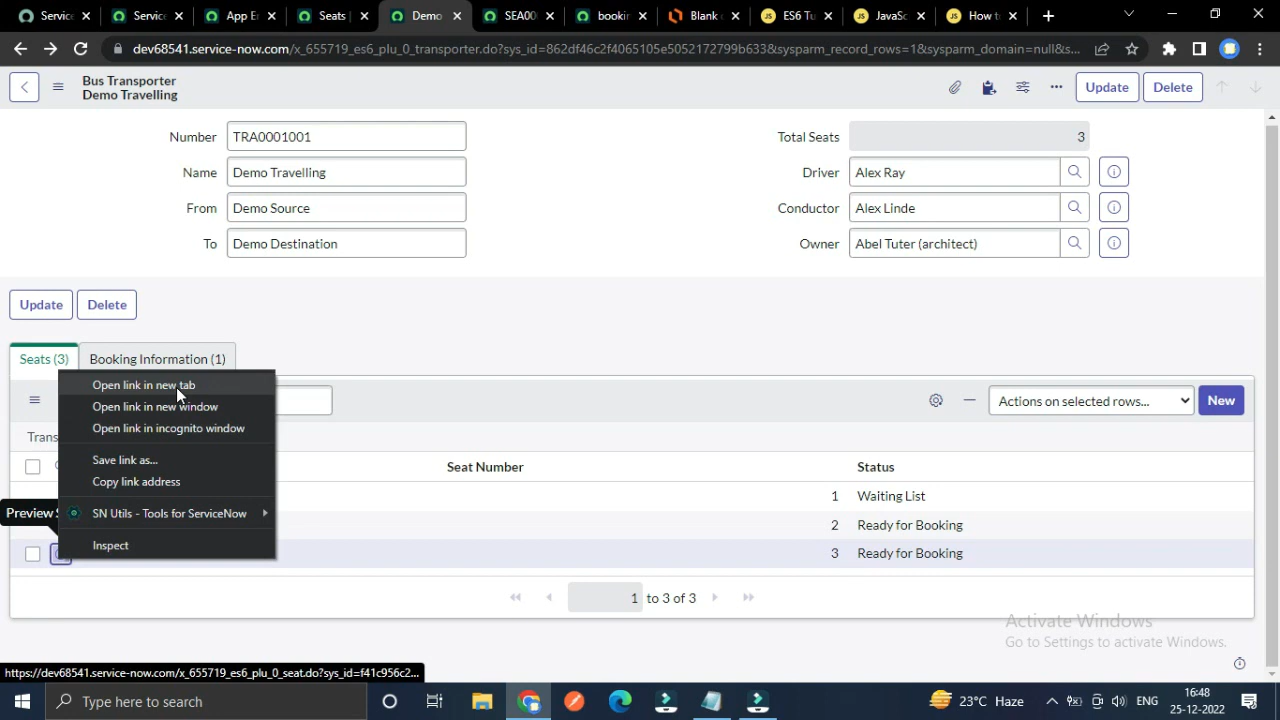 Service
Service
App E
Seats |
Demo
SEA00
bookin
Blank
ES6 Tu
JavaSc
How to
dev68541.service-now.com/x_655719_es6_plu_0_transporter.do?sys_id=862df46c2f4065105e5052172799b633&sysparm_record_rows=1&sysparm_domain=null&s...
Bus Transporter
Demo Travelling
Update
Delete
Number TRA0001001
Total Seats 3
Name Demo Travelling
Driver Alex Ray
From Demo Source
Conductor Alex Linde
To Demo Destination
Owner Abel Tuter (architect)
Update Delete
Seats (3) Booking Information (1)
Open link in new tab
Open link in new window
Open link in incognito window
Save link as...
Copy link address
SN Utils - Tools for ServiceNow
Inspect
Actions on selected rows...
New
Trans
Seat Number Status
1 Waiting List
Preview
2 Ready for Booking
3 Ready for Booking
1 to 3 of 3
Activate Windows
Go to Settings to activate Windows.
https://dev68541.service-now.com/x_655719_es6_plu_0_seat.do?sys_id=f41c956c2...
Type here to search
23°C Haze
ENG
16:48
25-12-2022